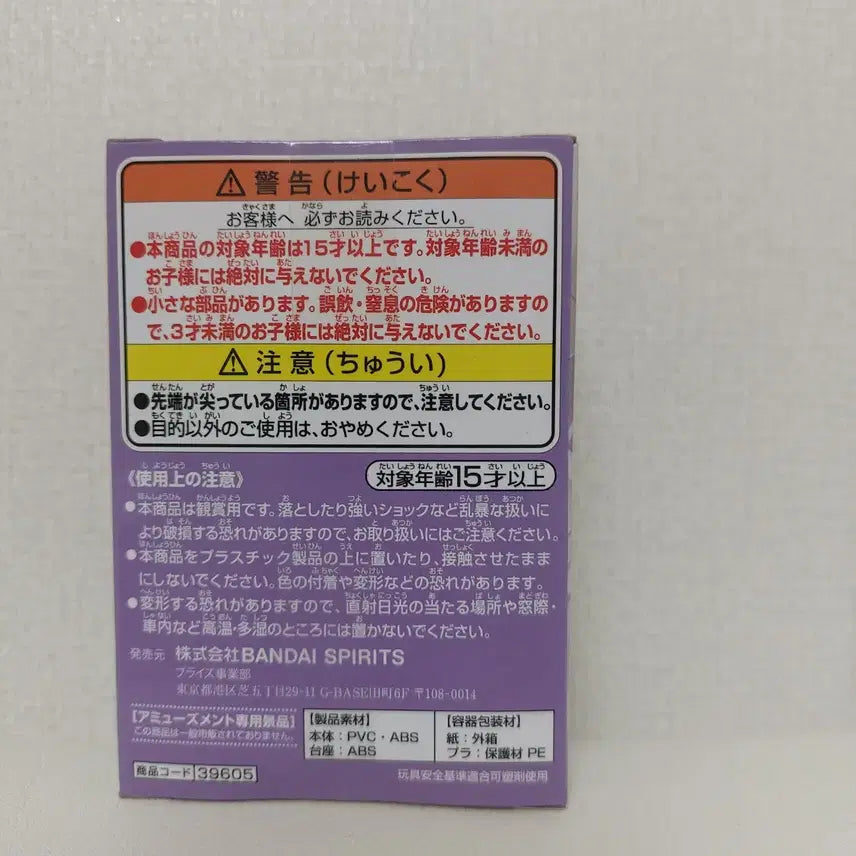 ⚠ 警告(けいこく)
お客様へ 必ずお読みください。
●本商品の対象年齢は15才以上です。対象年齢未満の
お子様には絶対に与えないでください。
●小さな部品があります。誤飲・窒息の危険がありますの
で、3才未満のお子様には絶対に与えないでください。
⚠ 注意(ちゅうい)
●先端が尖っている箇所がありますので、注意してください。
●目的以外のご使用は、おやめください。
《使用上の注意》 対象年齢15才以上
●本商品は観賞用です。落としたり強いショックなど乱暴な扱いに
より破損する恐れがありますので、お取り扱いにはご注意ください。
●本商品をプラスチック製品の上に置いたり、接触させたまま
にしないでください。色の付着や変形などの恐れがあります。
●変形する恐れがありますので、直射日光の当たる場所や窓際・
車内など高温・多湿のところには置かないでください。
発売元 株式会社BANDAI SPIRITS
プライズ事業部
東京都港区芝五丁目29-11 G-BASE田町6F 〒108-0014
【アミューズメント専用景品】
この商品は一般市販されておりません。
【製品素材】
本体:PVC・ABS
台座:ABS
【容器包装材】
紙:外箱
プラ:保護材 PE
商品コード 39605
玩具安全基準適合可塑剤使用